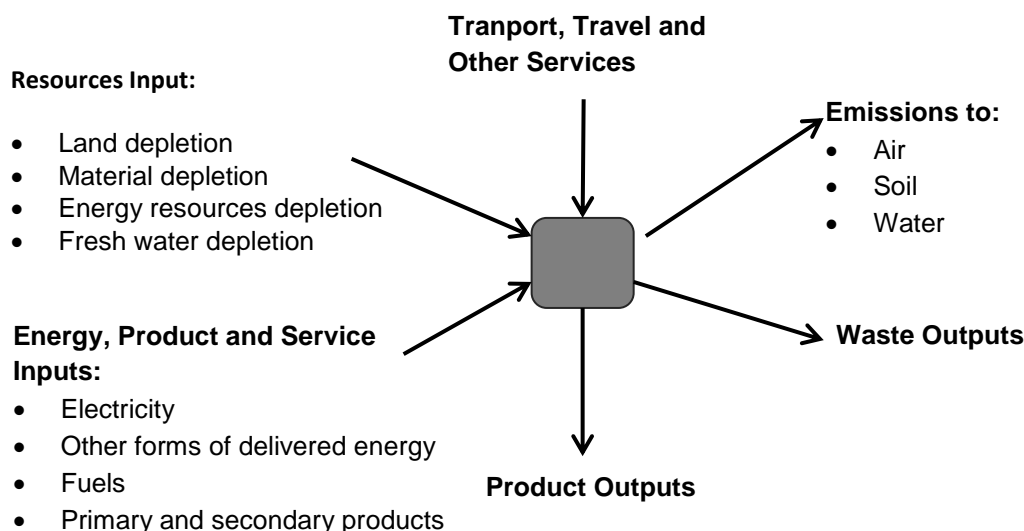 Tranport, Travel and
Other Services
Resources Input:
• Land depletion
• Material depletion
• Energy resources depletion
• Fresh water depletion
Emissions to:
• Air
• Soil
• Water
Energy, Product and Service
Inputs:
• Electricity
• Other forms of delivered energy
• Fuels
• Primary and secondary products
Waste Outputs
Product Outputs